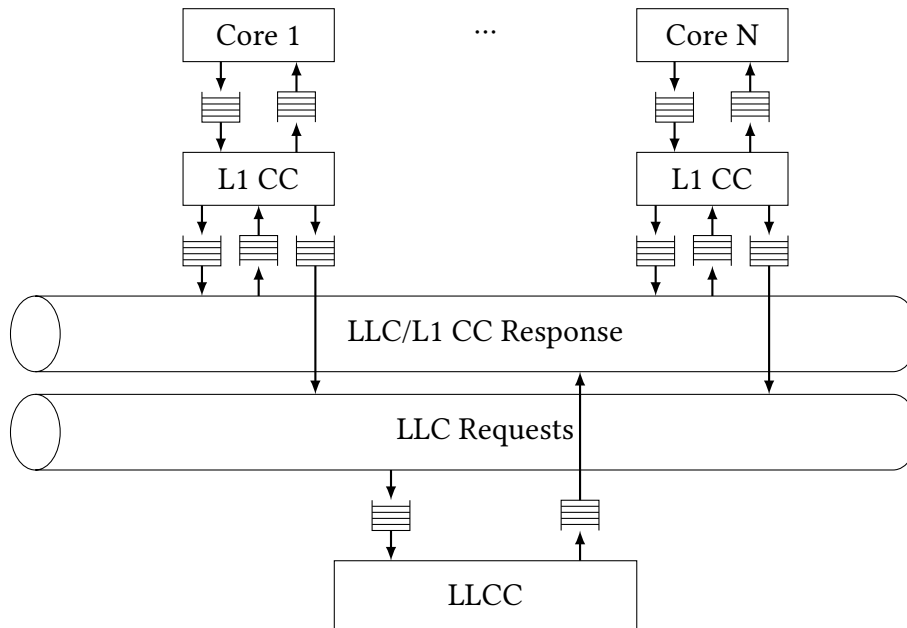 Core 1
...
Core N
L1 CC
L1 CC
LLC/L1 CC Response
LLC Requests
LLCC